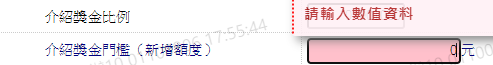 介紹獎金比例
請輸入數值資料
介紹獎金門檻（新增額度）
0 元